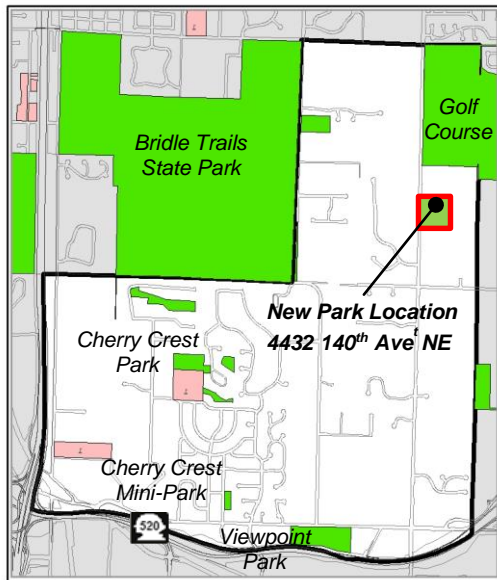 Golf
Course
Bridle Trails
State Park
New Park Location
4432 140th Ave t NE
Cherry Crest
Park
Cherry Crest
Mini-Park
520
Viewpoint
Park